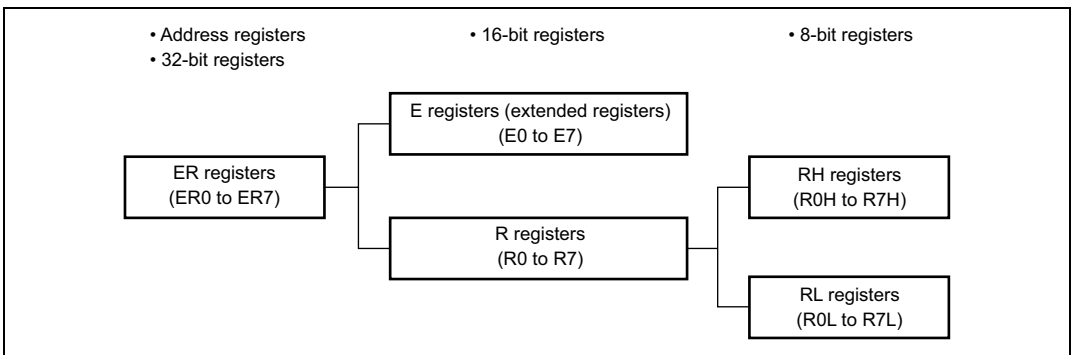 • Address registers
• 32-bit registers
• 16-bit registers
• 8-bit registers
E registers (extended registers)
(E0 to E7)
ER registers
(ER0 to ER7)
RH registers
(R0H to R7H)
R registers
(R0 to R7)
RL registers
(R0L to R7L)